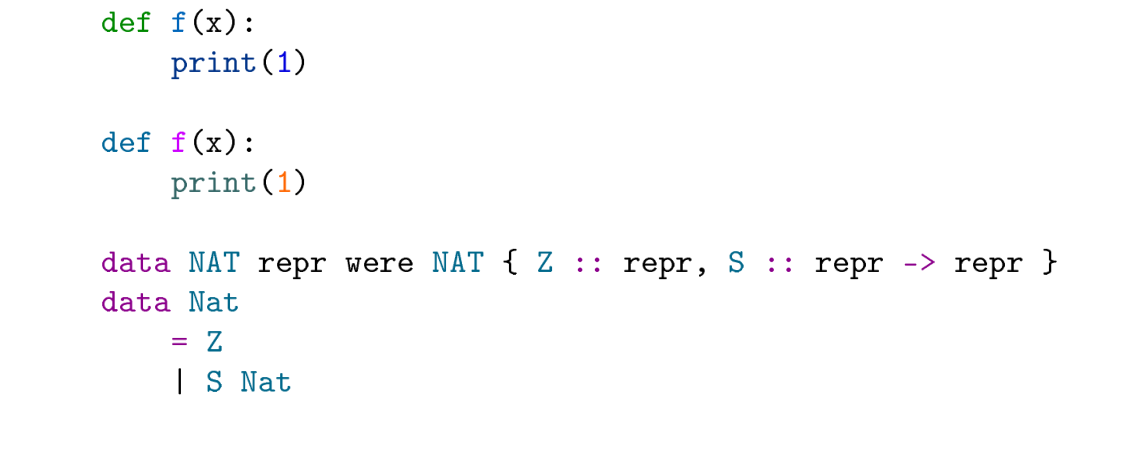 def f(x):
    print(1)

def f(x):
    print(1)

data NAT repr were NAT { Z :: repr, S :: repr -> repr }
data Nat
    = Z
    | S Nat